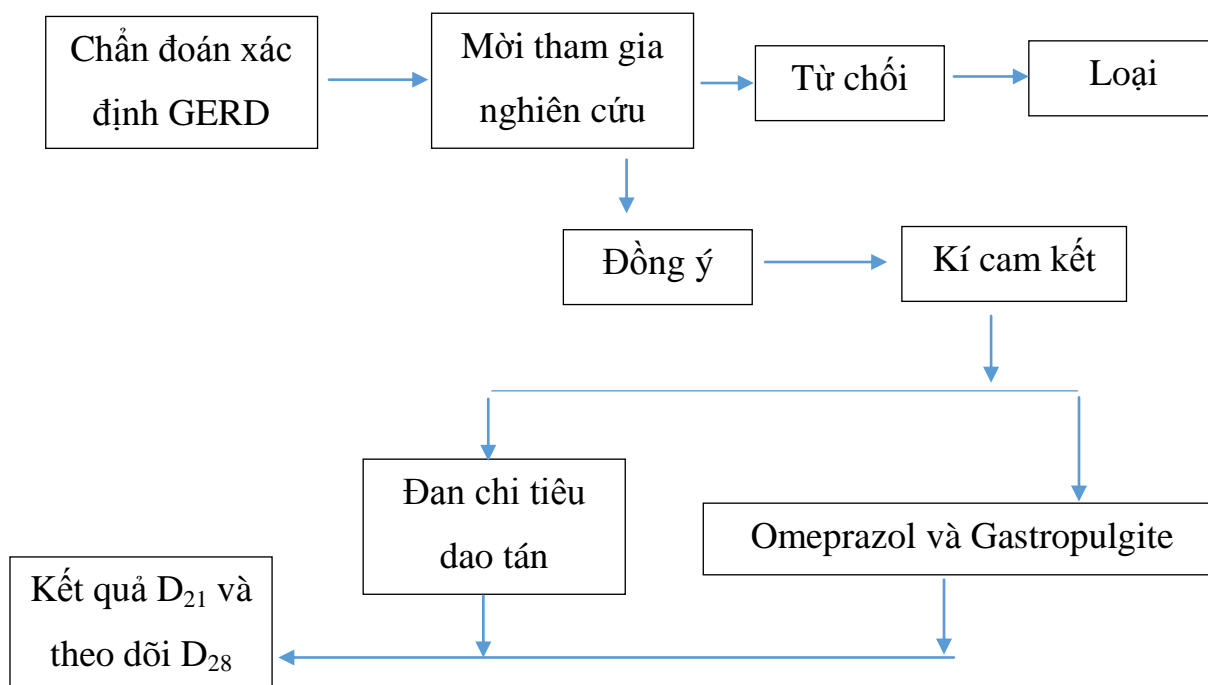 Chẩn đoán xác
định GERD
Mời tham gia
nghiên cứu
Từ chối
Loại
Đồng ý
Kí cam kết
Đan chi tiêu
dao tán
Omeprazol và Gastropulgite
Kết quả D₂₁ và
theo dõi D₂₈